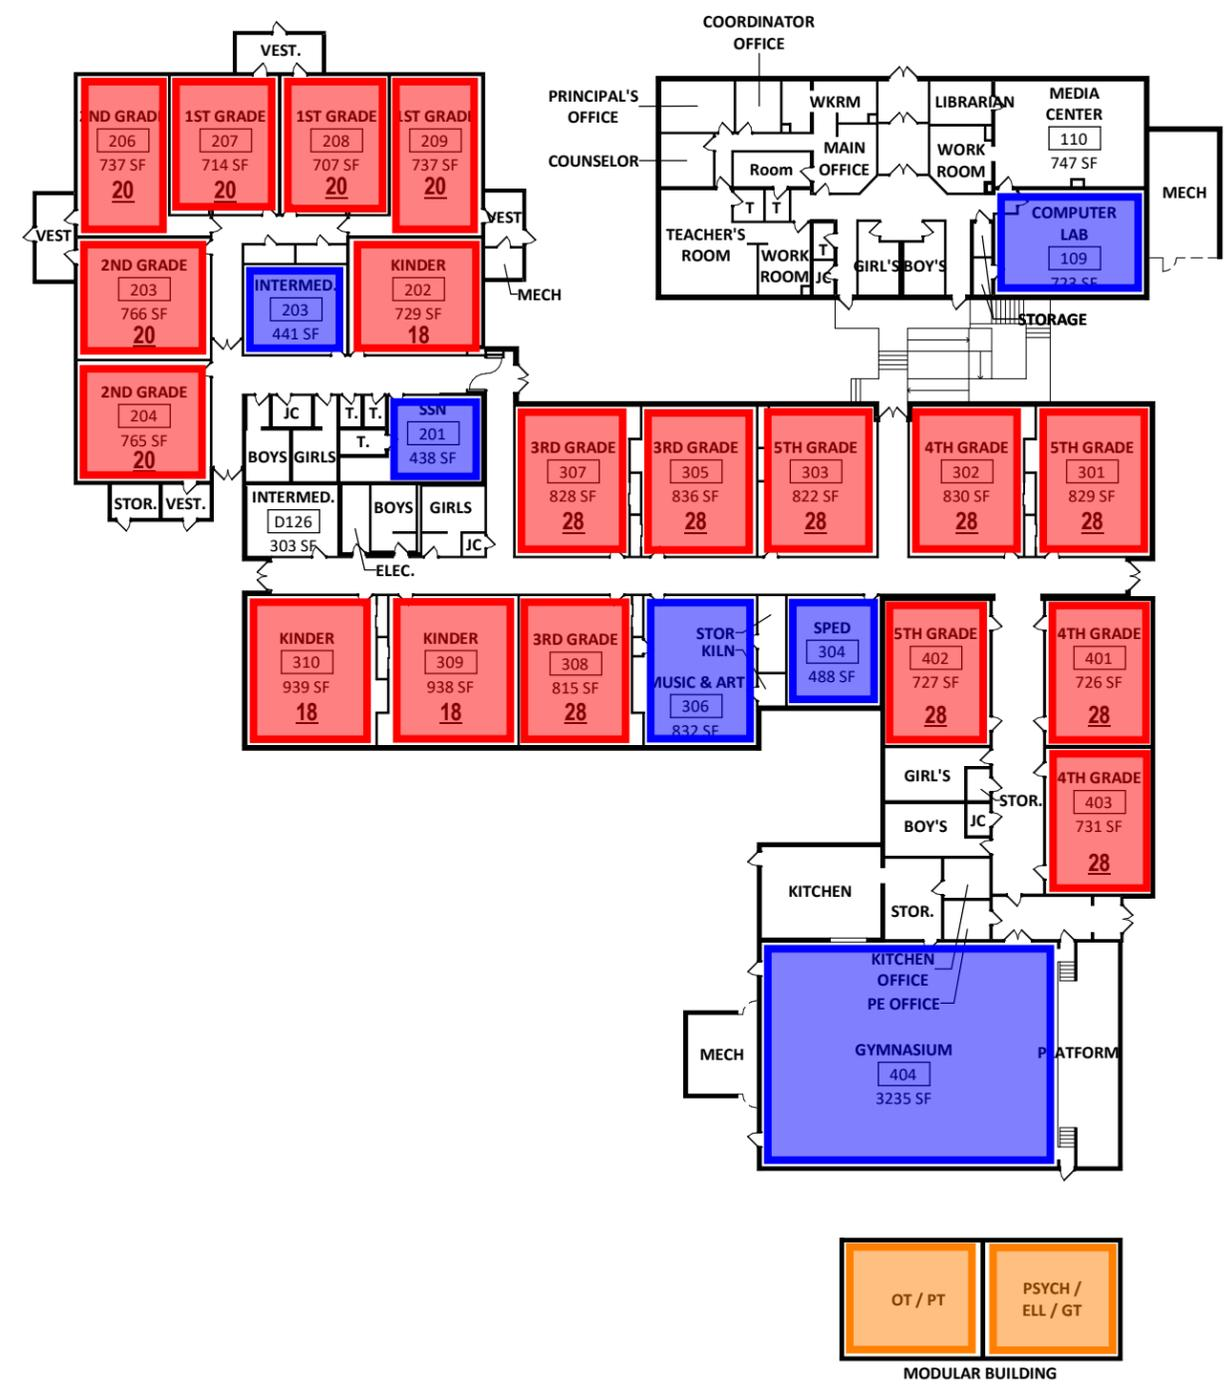 COORDINATOR
OFFICE
VEST.
PRINCIPAL'S
OFFICE
COUNSELOR
WKRM
LIBRARIAN
MEDIA
CENTER
110
747 SF
MAIN
OFFICE
WORK
ROOM
Room
MECH
2ND GRADE
206
737 SF
20
1ST GRADE
207
714 SF
20
1ST GRADE
208
707 SF
20
1ST GRADE
209
737 SF
20
VEST
VEST
MECH
T
T
TEACHER'S
ROOM
WORK
ROOM
T
JC
GIRL'S
BOY'S
COMPUTER
LAB
109
723 SF
STORAGE
2ND GRADE
203
766 SF
20
INTERMED.
203
441 SF
KINDER
202
729 SF
18
2ND GRADE
204
765 SF
20
JC
T.
T.
T.
BOYS
GIRLS
SSN
201
438 SF
STOR.
VEST.
INTERMED.
D126
303 SF
BOYS
GIRLS
JC
ELEC.
3RD GRADE
307
828 SF
28
3RD GRADE
305
836 SF
28
5TH GRADE
303
822 SF
28
4TH GRADE
302
830 SF
28
5TH GRADE
301
829 SF
28
KINDER
310
939 SF
18
KINDER
309
938 SF
18
3RD GRADE
308
815 SF
28
STOR
KILN
MUSIC & ART
306
832 SF
SPED
304
488 SF
5TH GRADE
402
727 SF
28
4TH GRADE
401
726 SF
28
GIRL'S
STOR.
BOY'S
JC
4TH GRADE
403
731 SF
28
KITCHEN
STOR.
KITCHEN
OFFICE
PE OFFICE
MECH
GYMNASIUM
404
3235 SF
PLATFORM
OT / PT
PSYCH /
ELL / GT
MODULAR BUILDING